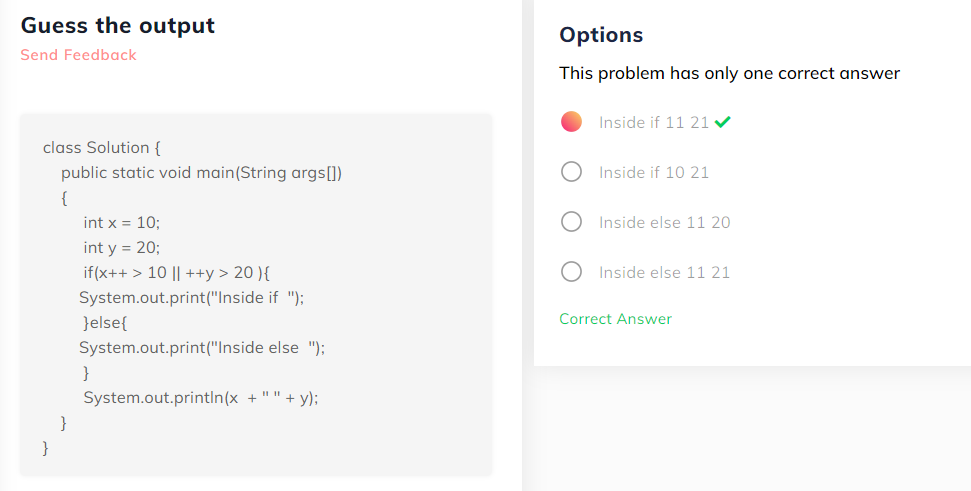 Guess the output
Send Feedback
class Solution {
public static void main(String args[])
{
int x = 10;
int y = 20;
if(x++ > 10 || ++y > 20 ){
System.out.print("Inside if  ");
}else{
System.out.print("Inside else  ");
}
System.out.println(x  + " " + y);
}
}
Options
This problem has only one correct answer
Inside if 11 21
Inside if 10 21
Inside else 11 20
Inside else 11 21
Correct Answer